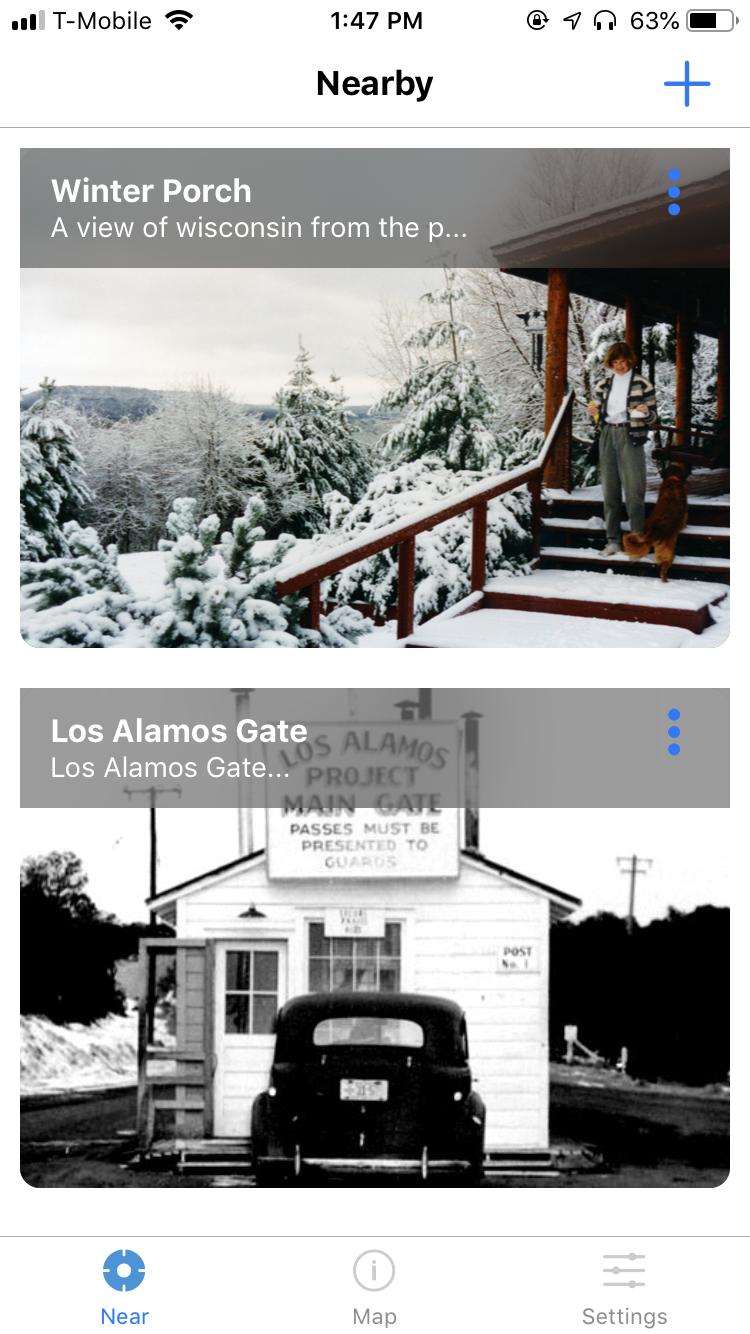 T-Mobile 1:47 PM 63%
Nearby
Winter Porch
A view of wisconsin from the p...
Los Alamos Gate
Los Alamos Gate...
LOS ALAMOS
PROJECT
MAIN GATE
PASSES MUST BE
PRESENTED TO
GUARDS
POST
No. 1
Near Map Settings